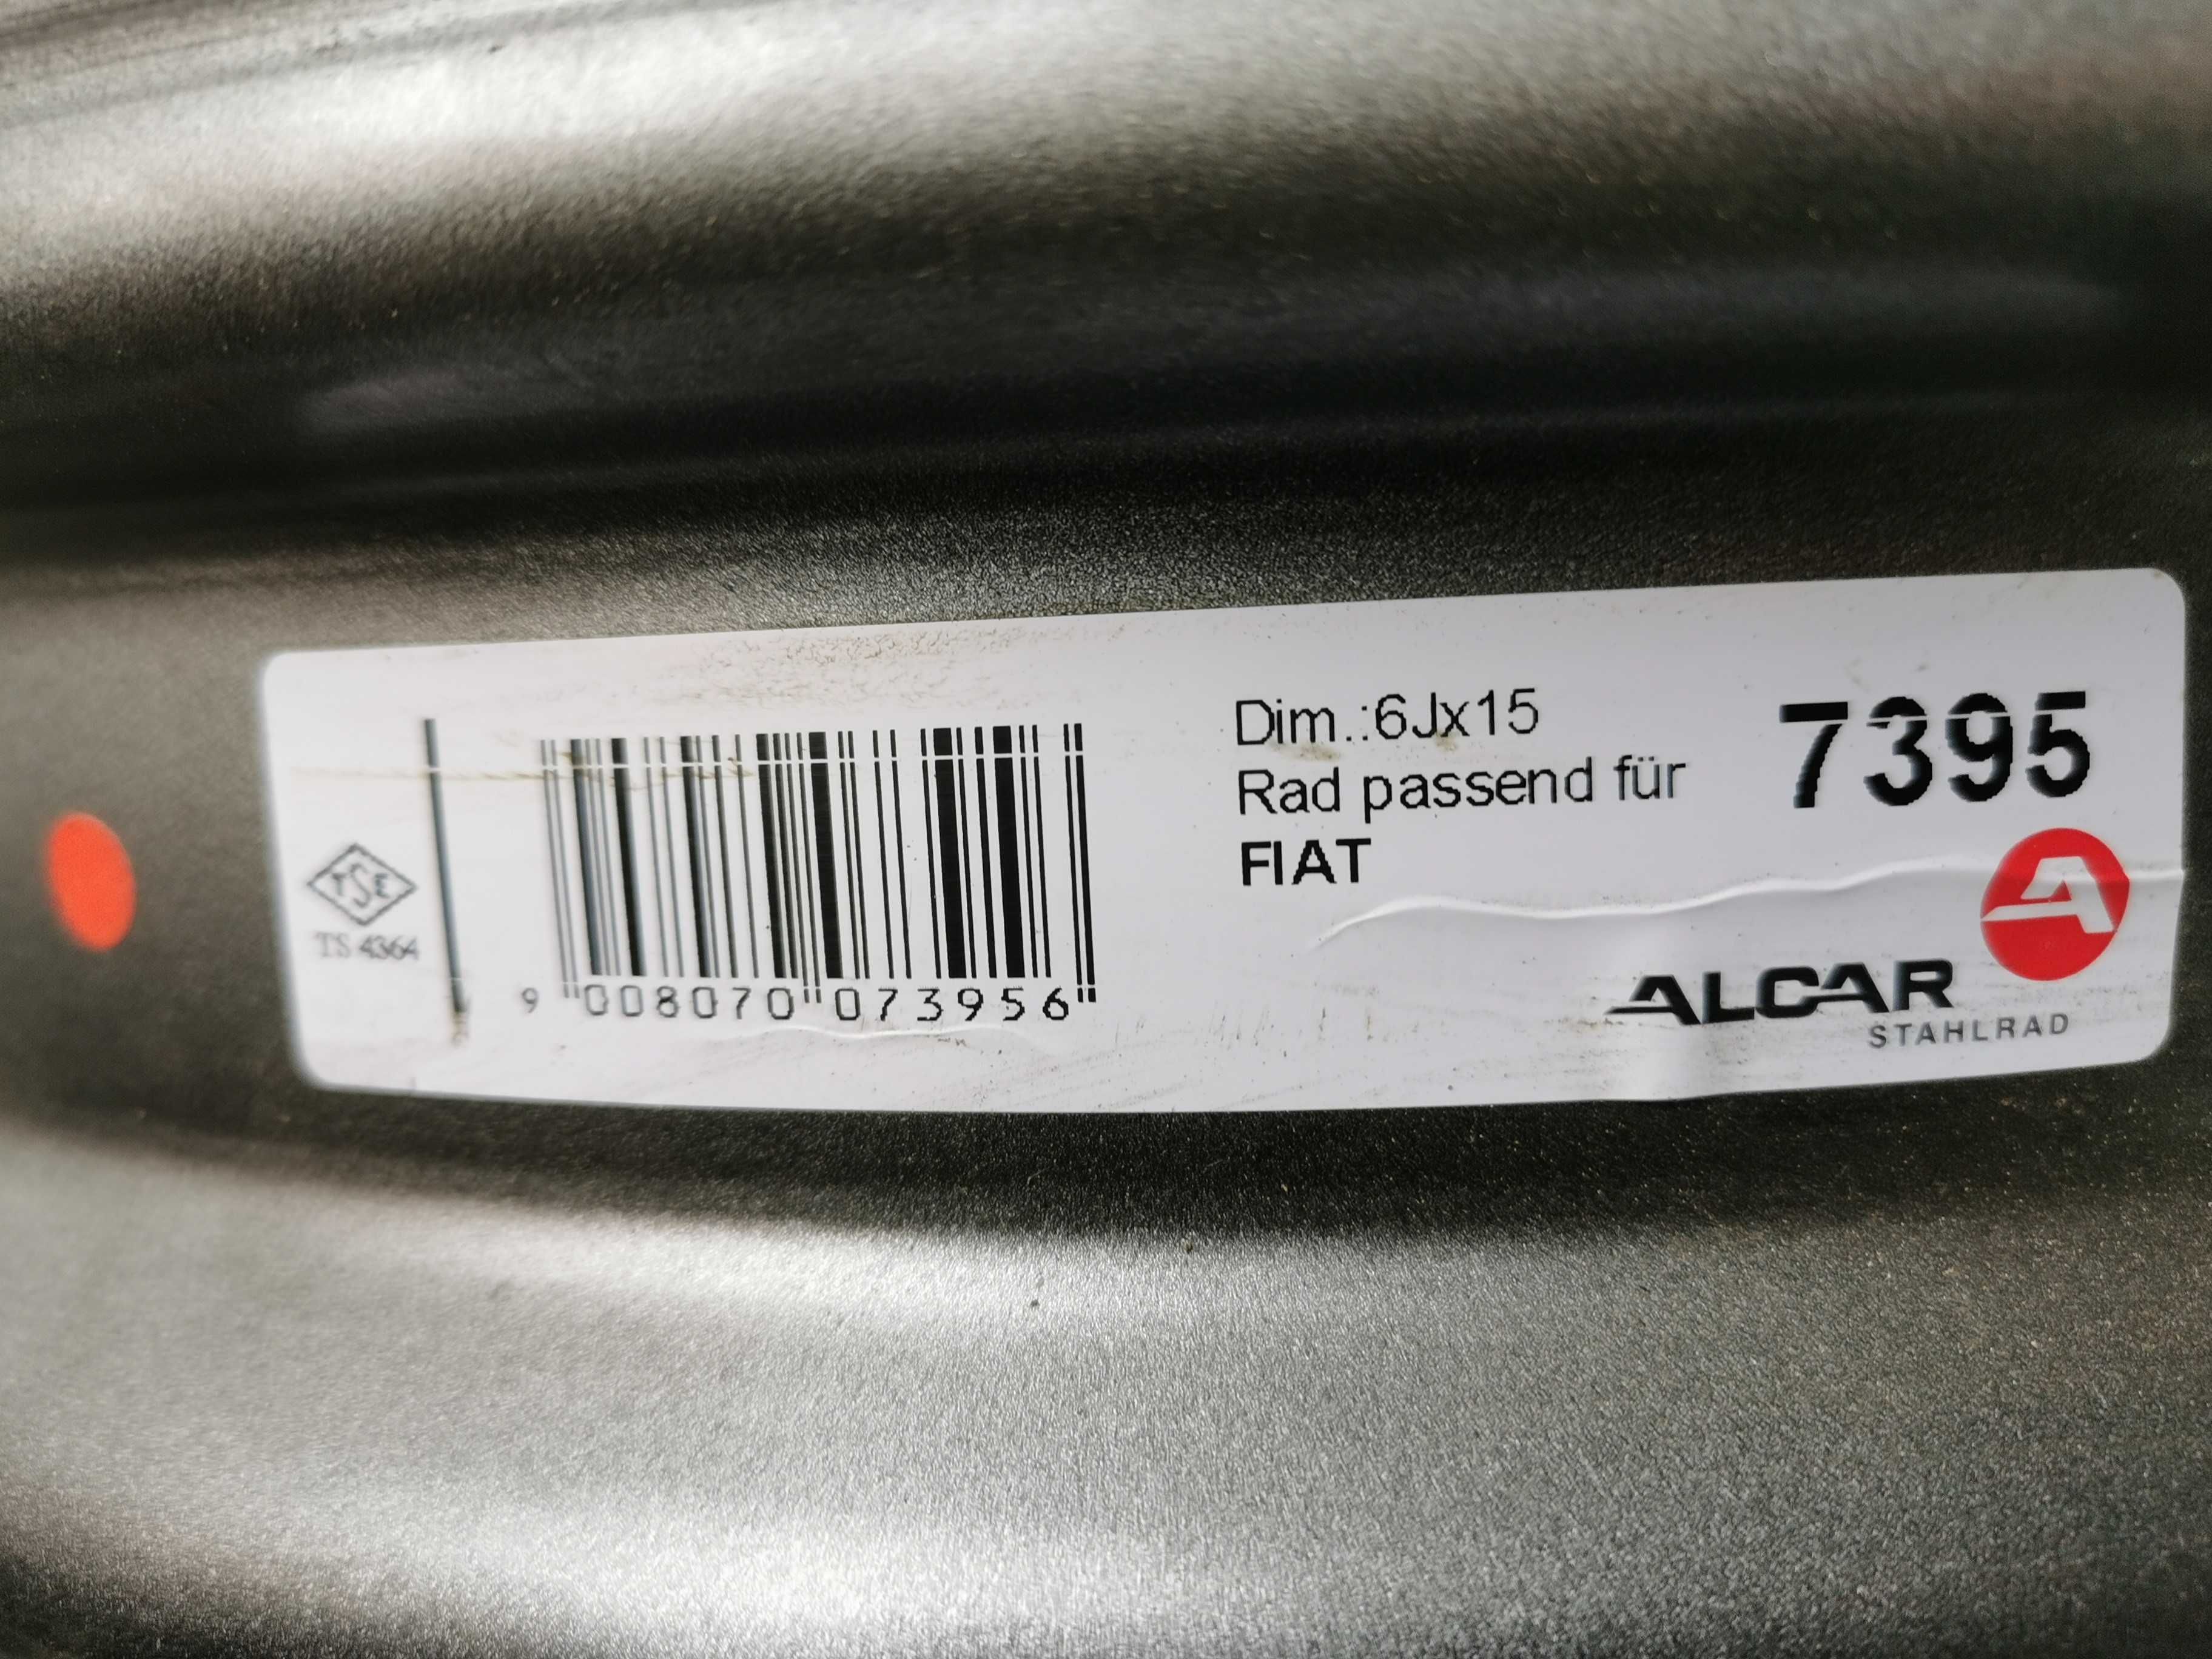 TSE
TS 4364
9 008070 073956
Dim.:6Jx15
Rad passend für
FIAT
7395
A
ALCAR
STAHLRAD